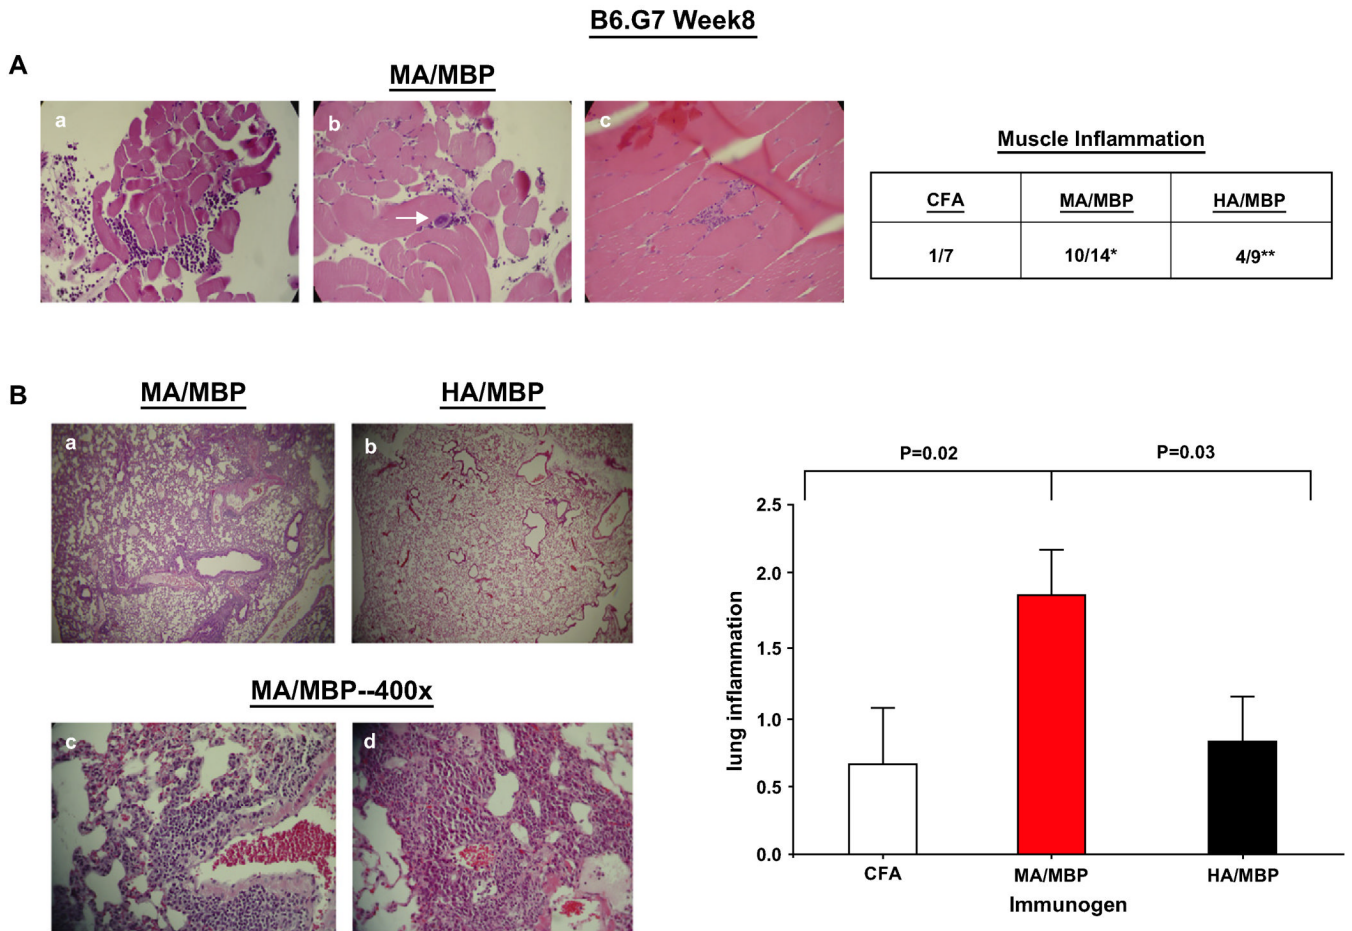 B6.G7 Week8
A
MA/MBP
a
b
c
Muscle Inflammation
CFA MA/MBP HA/MBP
1/7 10/14* 4/9**
B
MA/MBP HA/MBP
a
b
MA/MBP--400x
c
d
P=0.02 P=0.03
2.5
2.0
1.5
1.0
0.5
0.0
lung inflammation
CFA MA/MBP HA/MBP
Immunogen